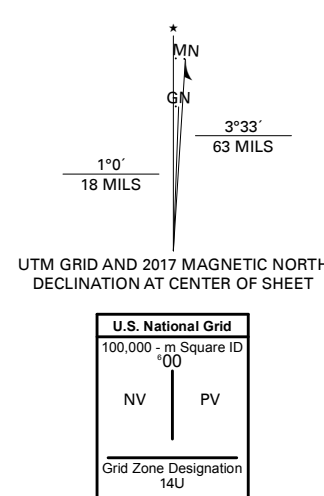 ★
MN
GN
3°33´
63 MILS
1°0´
18 MILS
UTM GRID AND 2017 MAGNETIC NORTH
DECLINATION AT CENTER OF SHEET
U.S. National Grid
100,000 - m Square ID
⁶00
NV PV
Grid Zone Designation
14U